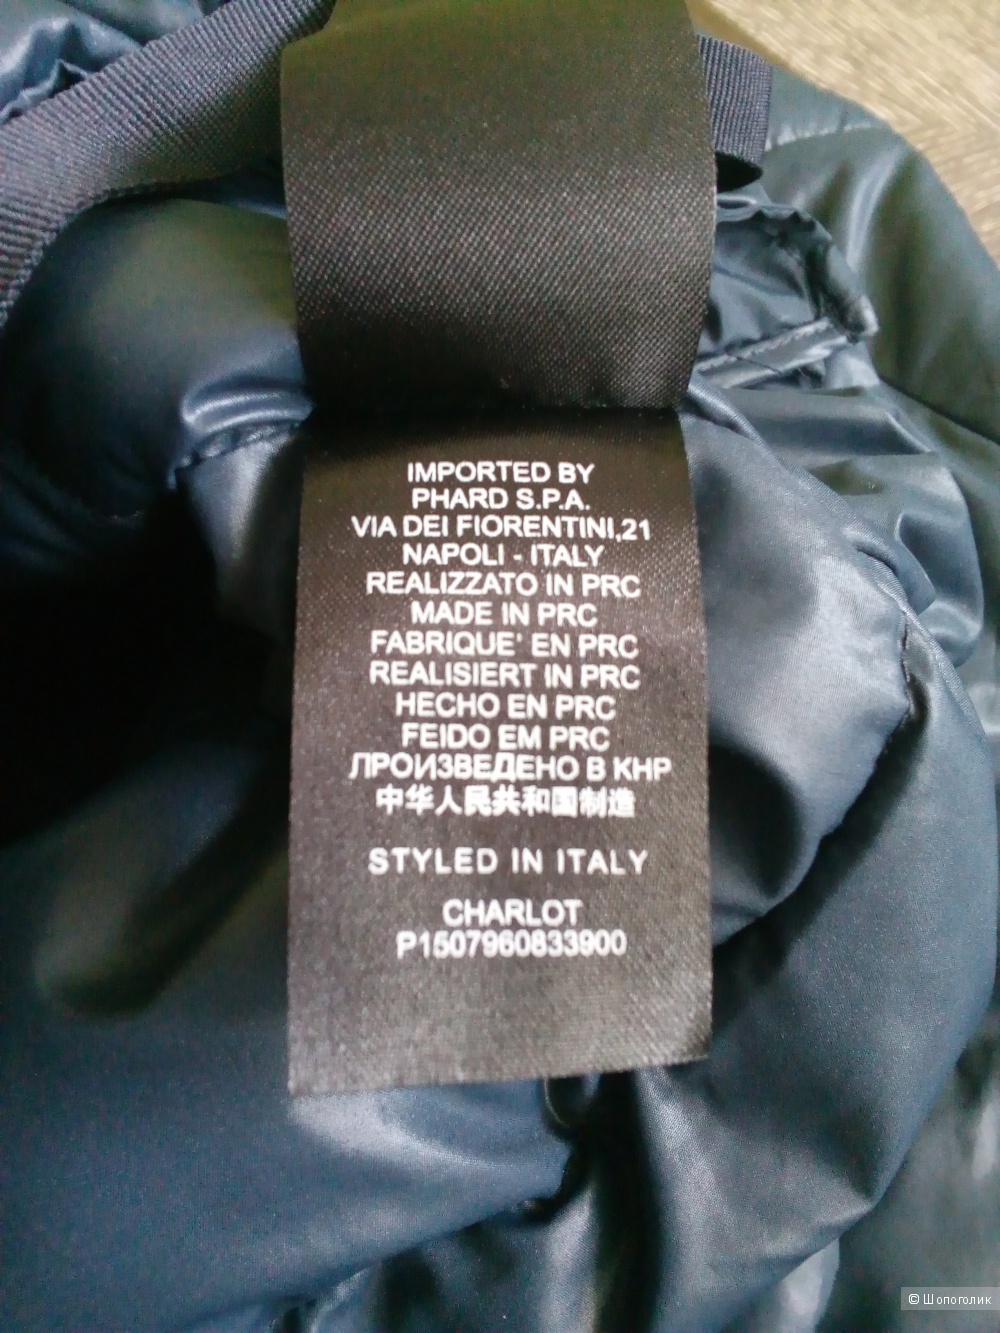 IMPORTED BY
PHARD S.P.A.
VIA DEI FIORENTINI,21
NAPOLI - ITALY
REALIZZATO IN PRC
MADE IN PRC
FABRIQUE' EN PRC
REALISIERT IN PRC
HECHO EN PRC
FEIDO EM PRC
ПРОИЗВЕДЕНО В КНР
中华人民共和国制造
STYLED IN ITALY
CHARLOT
P1507960833900
© Шопоголик